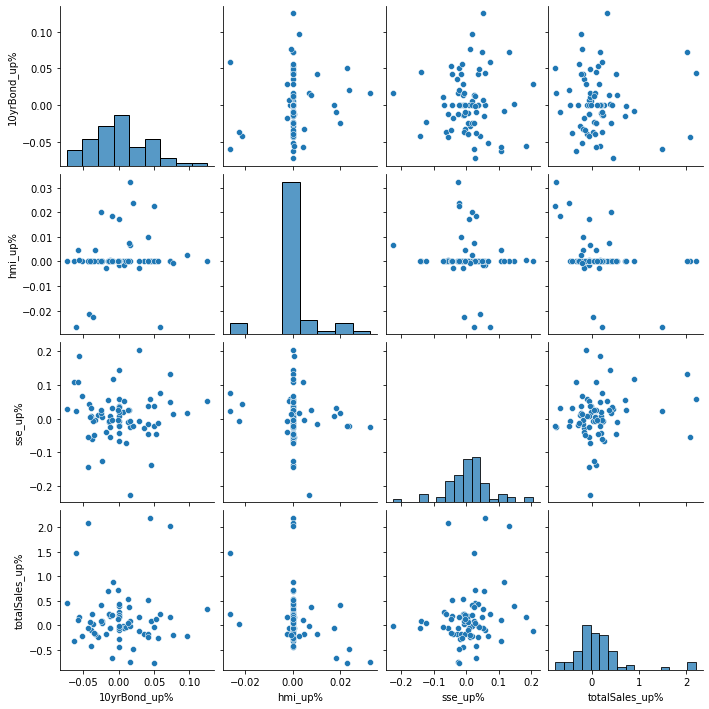 10yrBond_up%
0.10
0.05
0.00
−0.05
hmi_up%
0.03
0.02
0.01
0.00
−0.01
−0.02
sse_up%
0.2
0.1
0.0
−0.1
−0.2
totalSales_up%
2.0
1.5
1.0
0.5
0.0
−0.5
−0.05 0.00 0.05 0.10
−0.02 0.00 0.02
−0.2 −0.1 0.0 0.1 0.2
0 1 2
10yrBond_up% hmi_up% sse_up% totalSales_up%